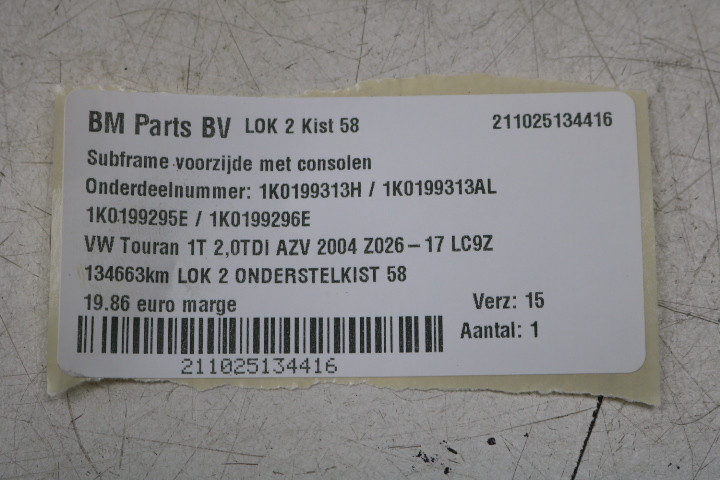 BM Parts BV LOK 2 Kist 58 211025134416
Subframe voorzijde met consolen
Onderdeelnummer: 1K0199313H / 1K0199313AL
1K0199295E / 1K0199296E
VW Touran 1T 2,0TDI AZV 2004 Z026-17 LC9Z
134663km LOK 2 ONDERSTELKIST 58
19.86 euro marge Verz: 15
Aantal: 1
211025134416